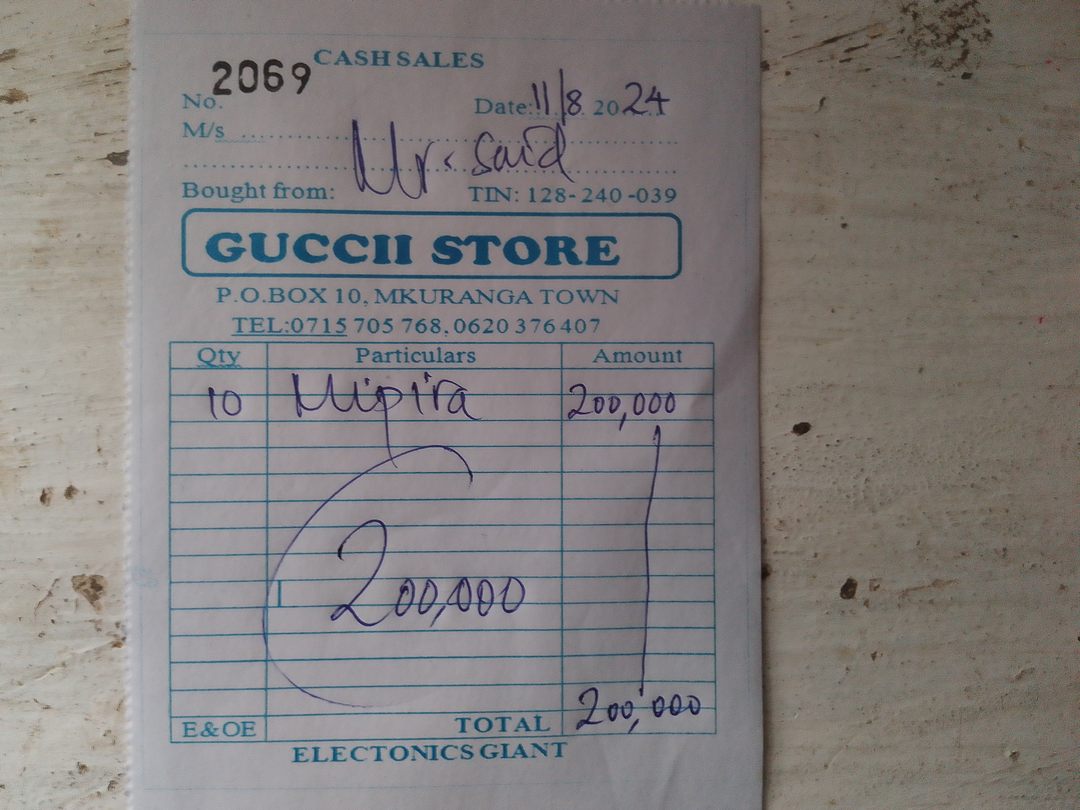 CASH SALES
No. 2069 Date: 11/8 2024
M/s Mr. Said
Bought from: TIN: 128-240-039
GUCCII STORE
P.O.BOX 10, MKURANGA TOWN
TEL:0715 705 768, 0620 376 407
Qty Particulars Amount
10 Mipira 200,000
200,000
E&OE TOTAL 200,000
ELECTONICS GIANT